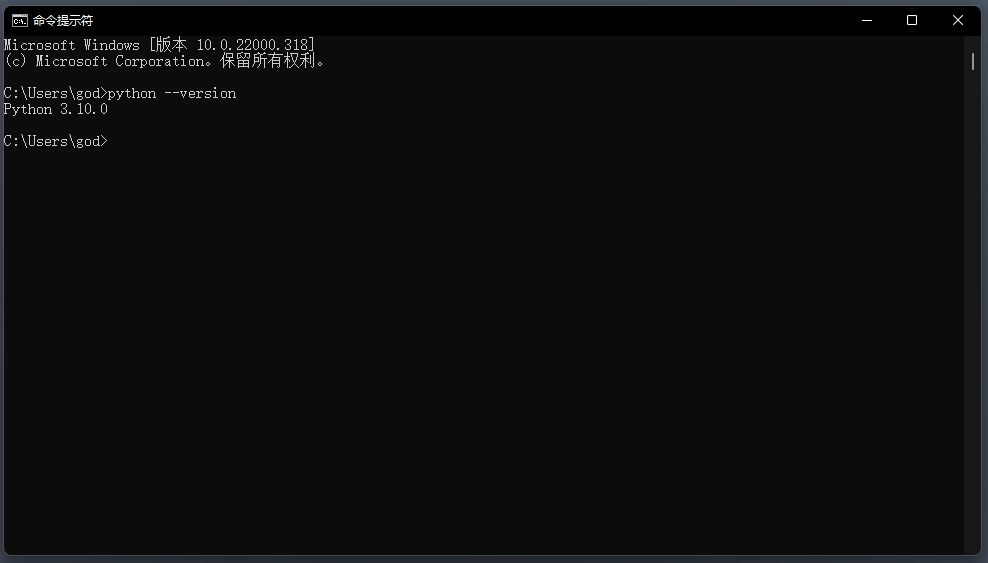 命令提示符
Microsoft Windows [版本 10.0.22000.318]
(c) Microsoft Corporation。保留所有权利。
C:\Users\god>python --version
Python 3.10.0
C:\Users\god>